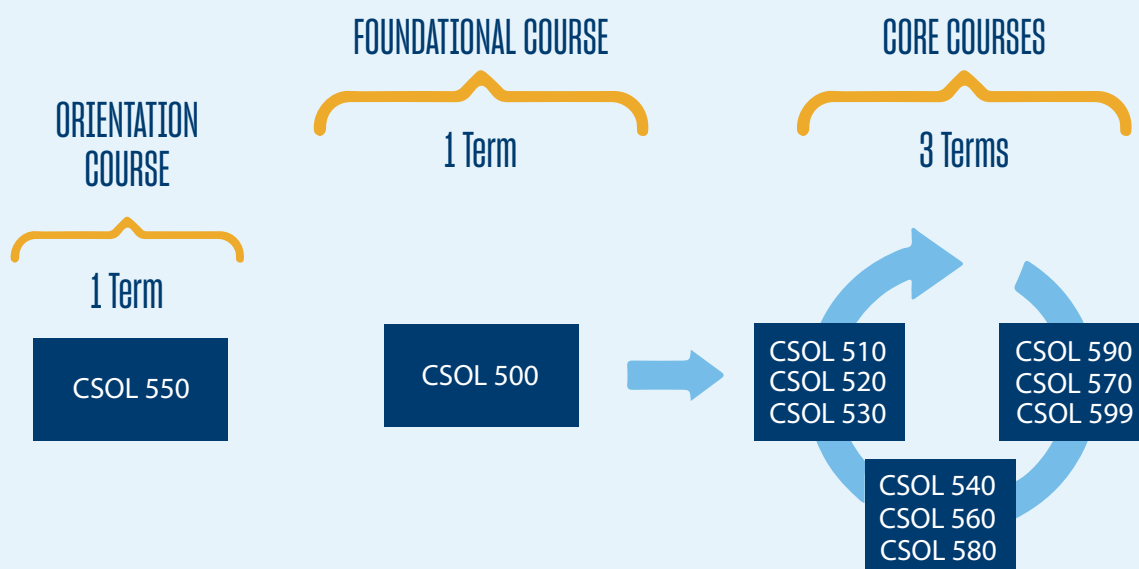 ORIENTATION
COURSE
1 Term
CSOL 550
FOUNDATIONAL COURSE
1 Term
CSOL 500
CORE COURSES
3 Terms
CSOL 510
CSOL 520
CSOL 530
CSOL 590
CSOL 570
CSOL 599
CSOL 540
CSOL 560
CSOL 580